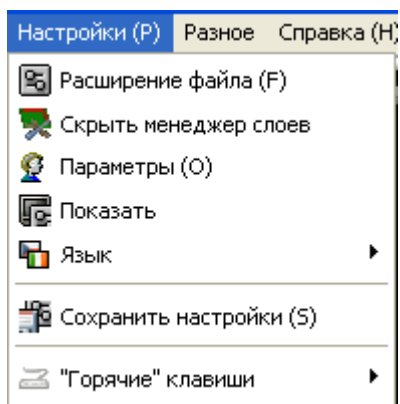 Настройки (P) Разное Справка (H)
Расширение файла (F)
Скрыть менеджер слоев
Параметры (O)
Показать
Язык
Сохранить настройки (S)
"Горячие" клавиши